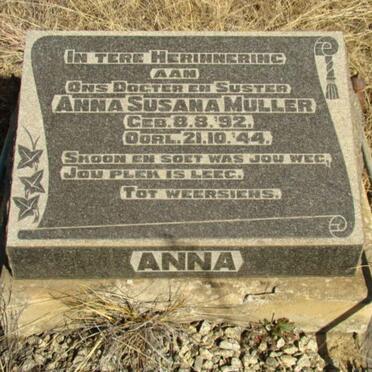 IN TERE HERINNERING
AAN
ONS DOGTER EN SUSTER
ANNA SUSANA MULLER
GEB. 8.8.'92,
OORL. 21.10.'44.
SKOON EN SOET WAS JOU WEG,
JOU PLEK IS LEEG.
TOT WEERSIENS.
ANNA